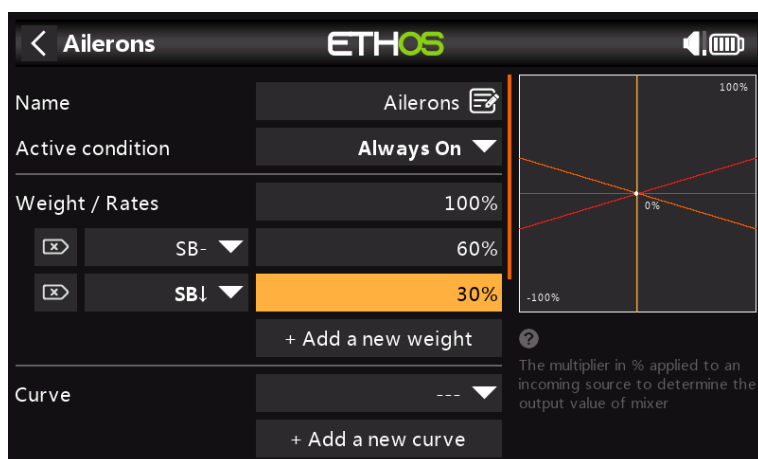 Ailerons
ETHOS
Name
Ailerons
Active condition
Always On
Weight / Rates
100%
SB-
60%
SB↓
30%
+ Add a new weight
Curve
---
+ Add a new curve
100%
0%
-100%
?
The multiplier in % applied to an
incoming source to determine the
output value of mixer